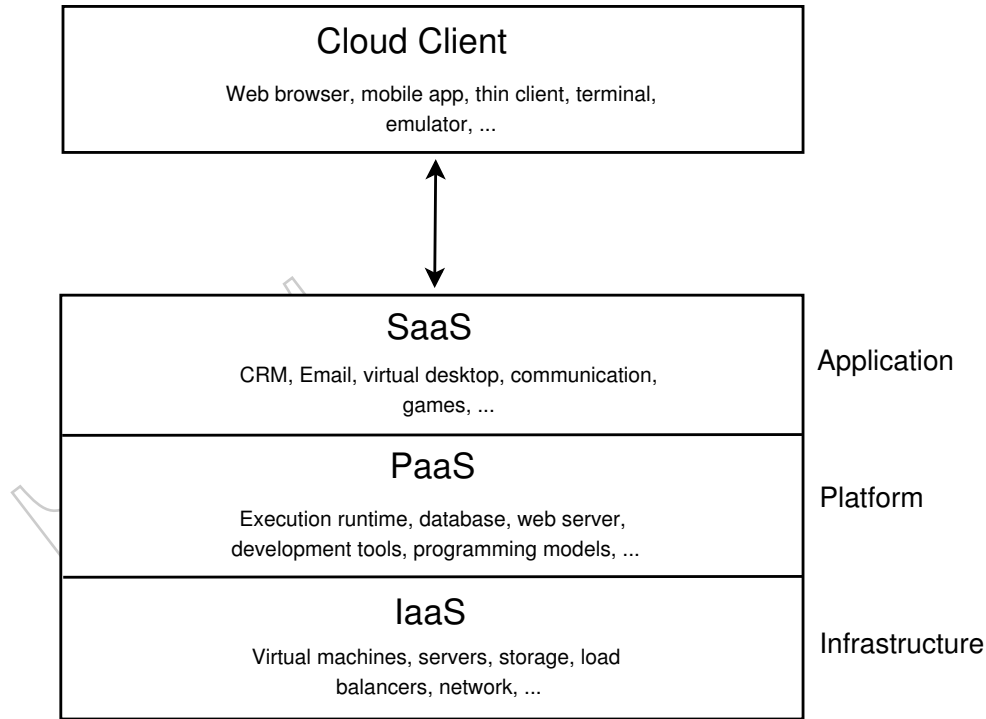 Cloud Client
Web browser, mobile app, thin client, terminal,
emulator, ...
SaaS
CRM, Email, virtual desktop, communication,
games, ...
Application
PaaS
Execution runtime, database, web server,
development tools, programming models, ...
Platform
IaaS
Virtual machines, servers, storage, load
balancers, network, ...
Infrastructure